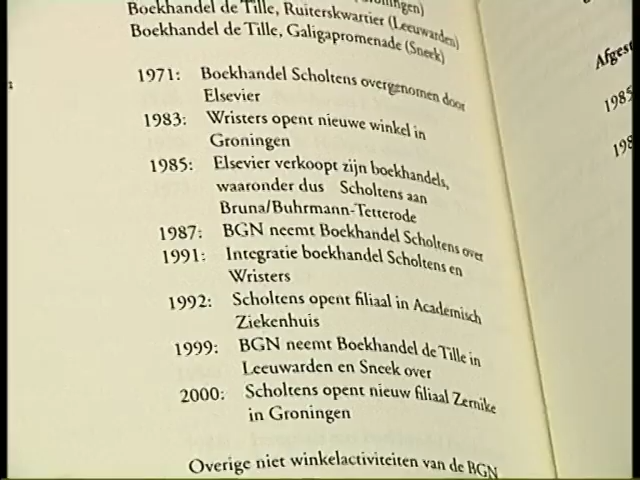 Boekhandel de Tille, Ruiterskwartier (Leeuwarden)
Boekhandel de Tille, Galigapromenade (Sneek)
1971: Boekhandel Scholtens overgenomen door
Elsevier
1983: Wristers opent nieuwe winkel in
Groningen
1985: Elsevier verkoopt zijn boekhandels,
waaronder dus Scholtens aan
Bruna/Buhrmann-Tetterode
1987: BGN neemt Boekhandel Scholtens over
1991: Integratie boekhandel Scholtens en
Wristers
1992: Scholtens opent filiaal in Academisch
Ziekenhuis
1999: BGN neemt Boekhandel de Tille in
Leeuwarden en Sneek over
2000: Scholtens opent nieuw filiaal Zernike
in Groningen
Overige niet winkelactiviteiten van de BGN
Afgest
1985
198